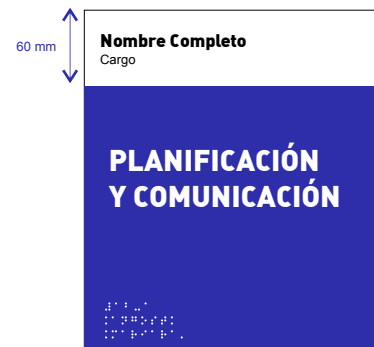 60 mm
Nombre Completo
Cargo
PLANIFICACIÓN
Y COMUNICACIÓN